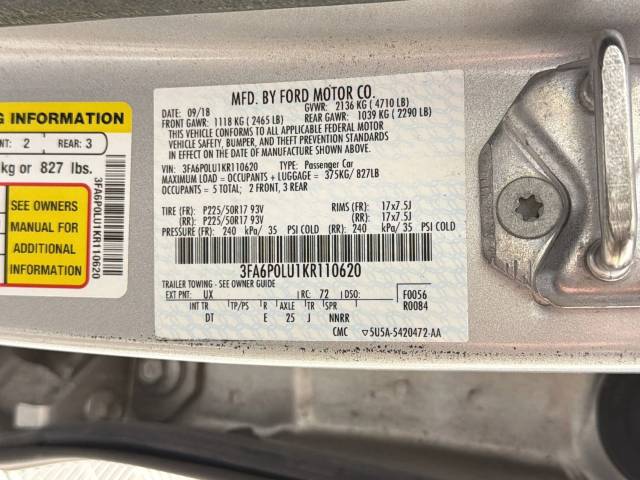 G INFORMATION
NT: 2 REAR: 3
kg or 827 lbs.
SEE OWNERS
MANUAL FOR
ADDITIONAL
INFORMATION
3FA6P0LU1KR110620
MFD. BY FORD MOTOR CO.
DATE: 09/18 GVWR: 2136 KG ( 4710 LB)
FRONT GAWR: 1118 KG ( 2465 LB) REAR GAWR: 1039 KG ( 2290 LB)
THIS VEHICLE CONFORMS TO ALL APPLICABLE FEDERAL MOTOR
VEHICLE SAFETY, BUMPER, AND THEFT PREVENTION STANDARDS
IN EFFECT ON THE DATE OF MANUFACTURE SHOWN ABOVE.
VIN: 3FA6P0LU1KR110620 TYPE: Passenger Car
MAXIMUM LOAD = OCCUPANTS + LUGGAGE = 375KG/827LB
OCCUPANTS = 5 TOTAL: 2 FRONT, 3 REAR
TIRE (FR): P225/50R17 93V RIMS (FR): 17x7.5J
(RR): P225/50R17 93V (RR): 17x7.5J
PRESSURE (FR): 240 kPa/ 35 PSI COLD (RR): 240 kPa/ 35 PSI COLD
3FA6P0LU1KR110620
TRAILER TOWING - SEE OWNER GUIDE
EXT PNT: UX RC: 72 DSO: F0056
INT TR TP/PS R AXLE TR SPR R0084
DT E 25 J NNRR
CMC ▽5U5A-5420472-AA